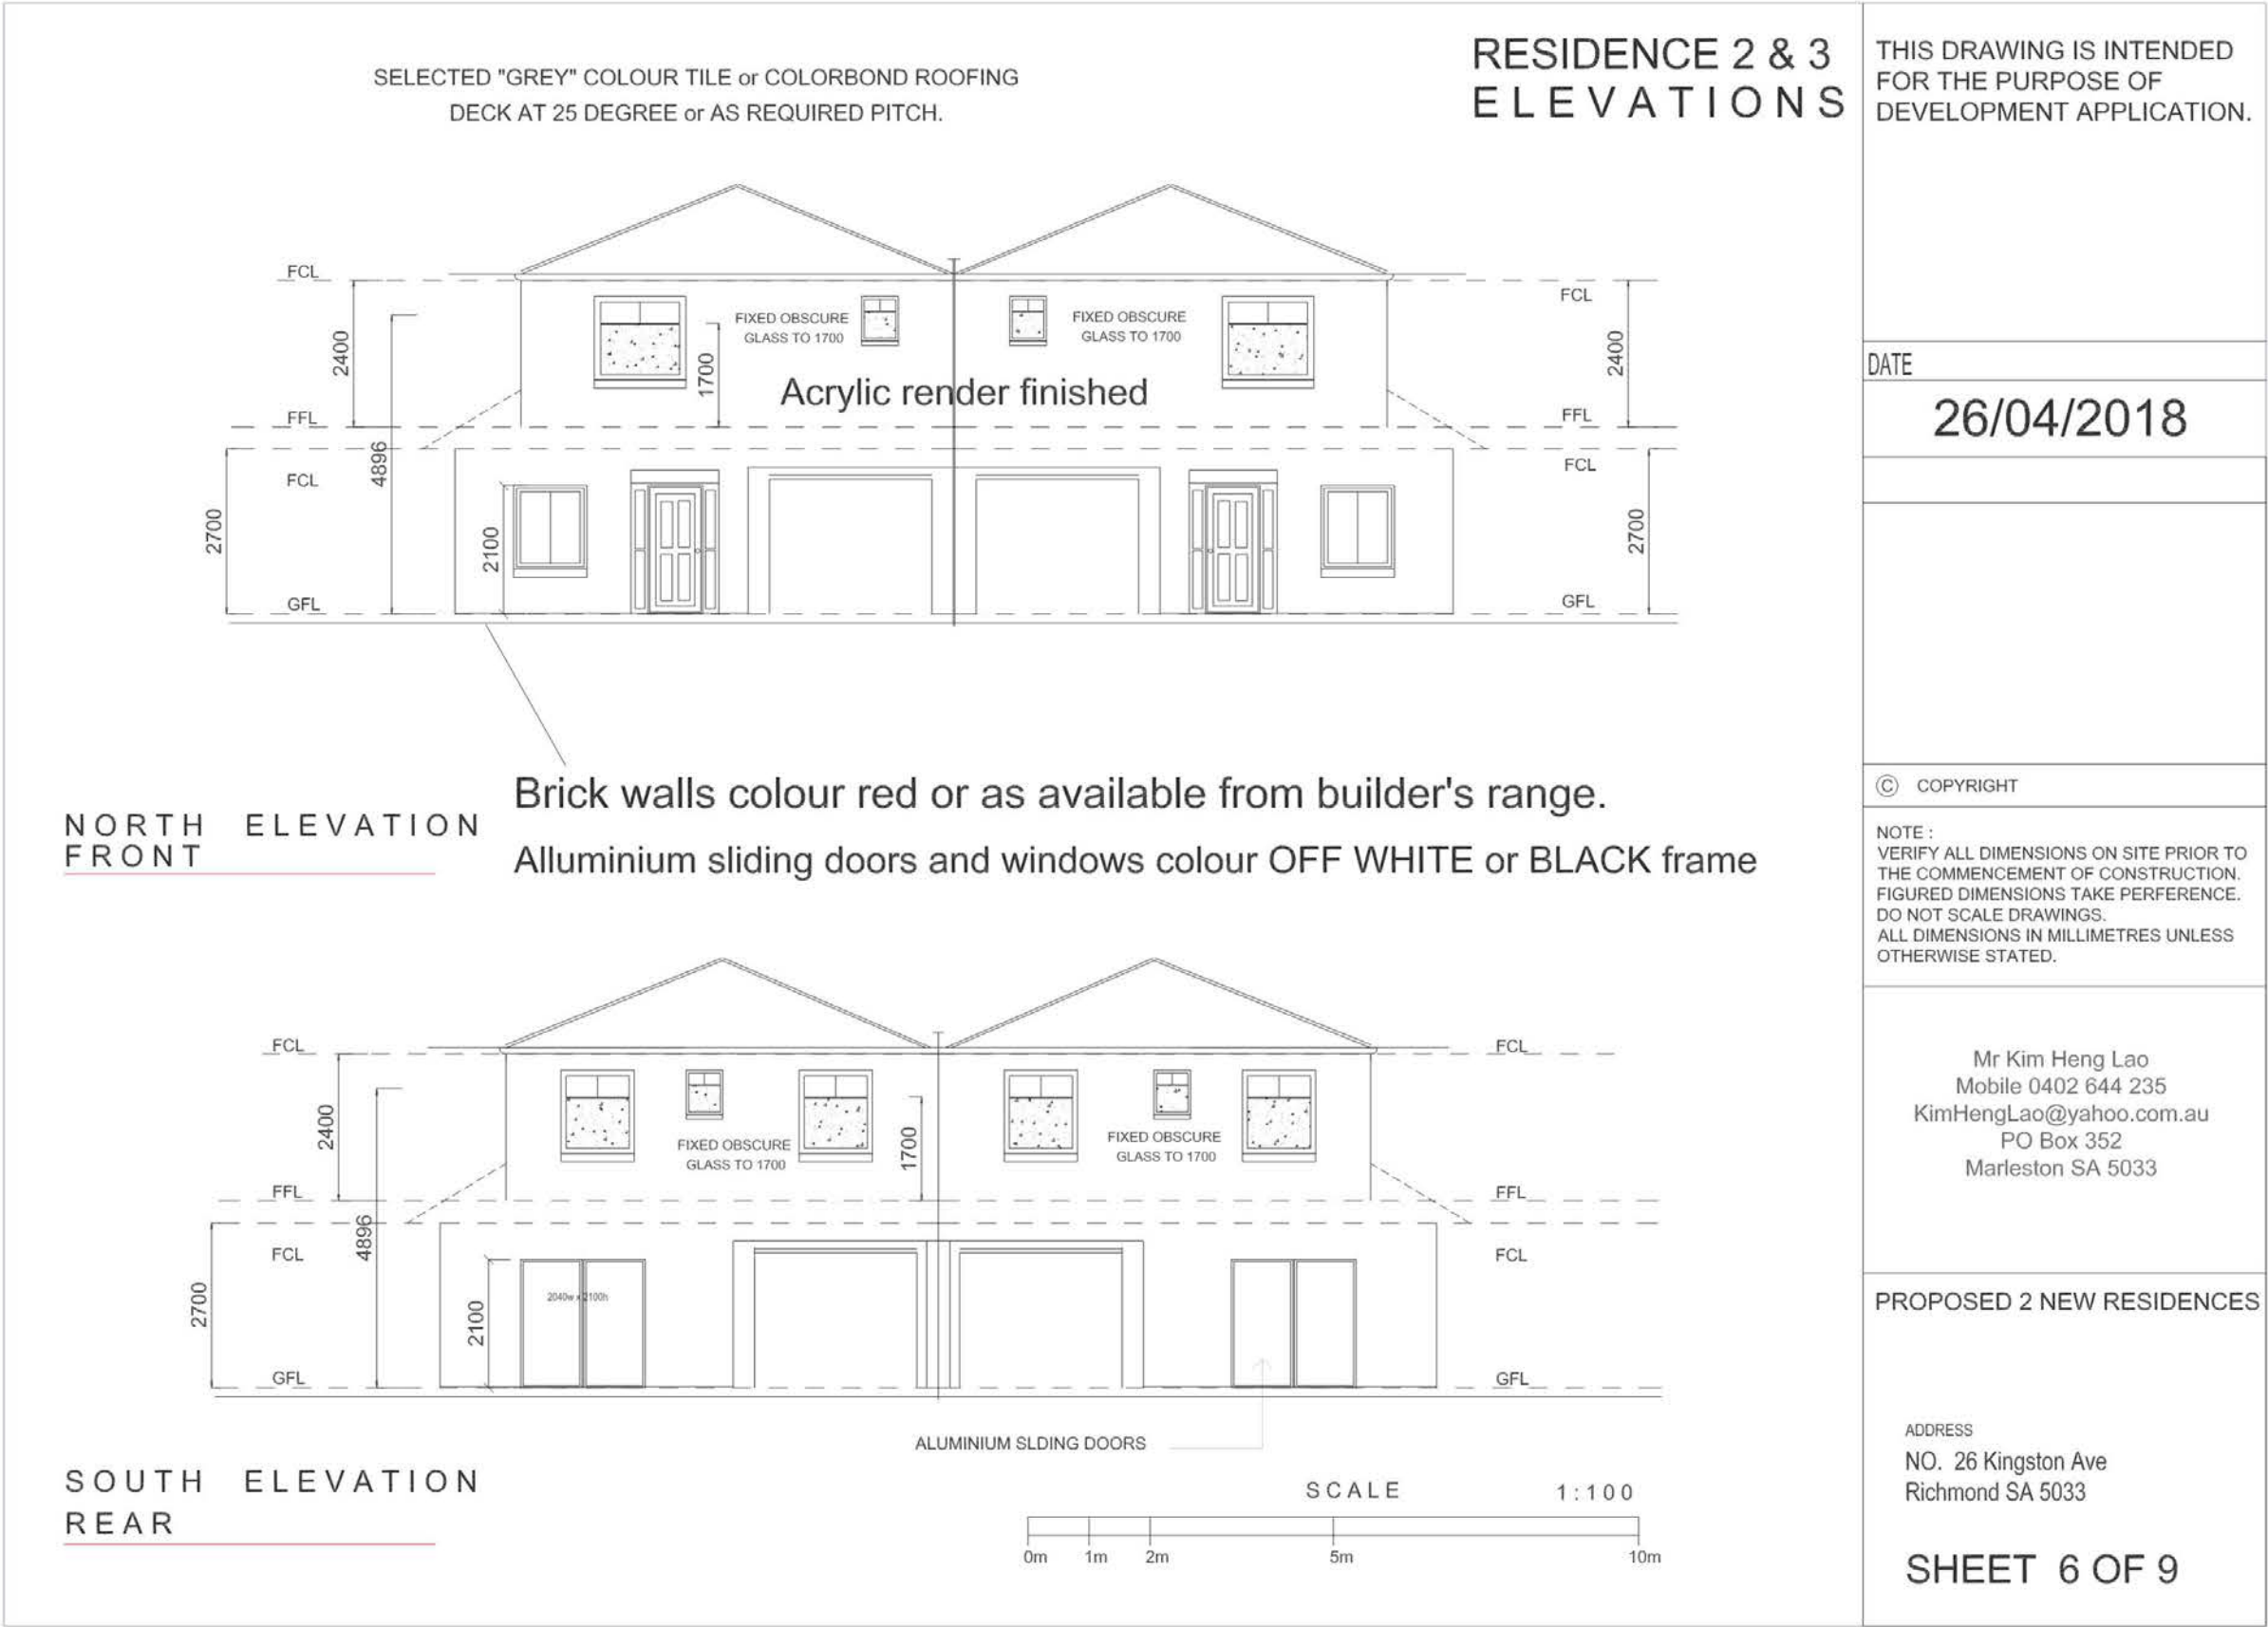 SELECTED "GREY" COLOUR TILE or COLORBOND ROOFING
DECK AT 25 DEGREE or AS REQUIRED PITCH.
RESIDENCE 2 & 3
ELEVATIONS
FCL
2400
FFL
4896
FCL
2700
GFL
2100
FIXED OBSCURE
GLASS TO 1700
1700
FIXED OBSCURE
GLASS TO 1700
Acrylic render finished
FCL
2400
FFL
FCL
2700
GFL
NORTH ELEVATION
FRONT
Brick walls colour red or as available from builder's range.
Alluminium sliding doors and windows colour OFF WHITE or BLACK frame
FCL
2400
FFL
4896
FCL
2700
GFL
2100
2040w x 2100h
FIXED OBSCURE
GLASS TO 1700
1700
FIXED OBSCURE
GLASS TO 1700
FCL
FFL
FCL
GFL
ALUMINIUM SLDING DOORS
SOUTH ELEVATION
REAR
SCALE 1:100
0m 1m 2m 5m 10m
THIS DRAWING IS INTENDED
FOR THE PURPOSE OF
DEVELOPMENT APPLICATION.
DATE
26/04/2018
© COPYRIGHT
NOTE :
VERIFY ALL DIMENSIONS ON SITE PRIOR TO
THE COMMENCEMENT OF CONSTRUCTION.
FIGURED DIMENSIONS TAKE PERFERENCE.
DO NOT SCALE DRAWINGS.
ALL DIMENSIONS IN MILLIMETRES UNLESS
OTHERWISE STATED.
Mr Kim Heng Lao
Mobile 0402 644 235
KimHengLao@yahoo.com.au
PO Box 352
Marleston SA 5033
PROPOSED 2 NEW RESIDENCES
ADDRESS
NO. 26 Kingston Ave
Richmond SA 5033
SHEET 6 OF 9